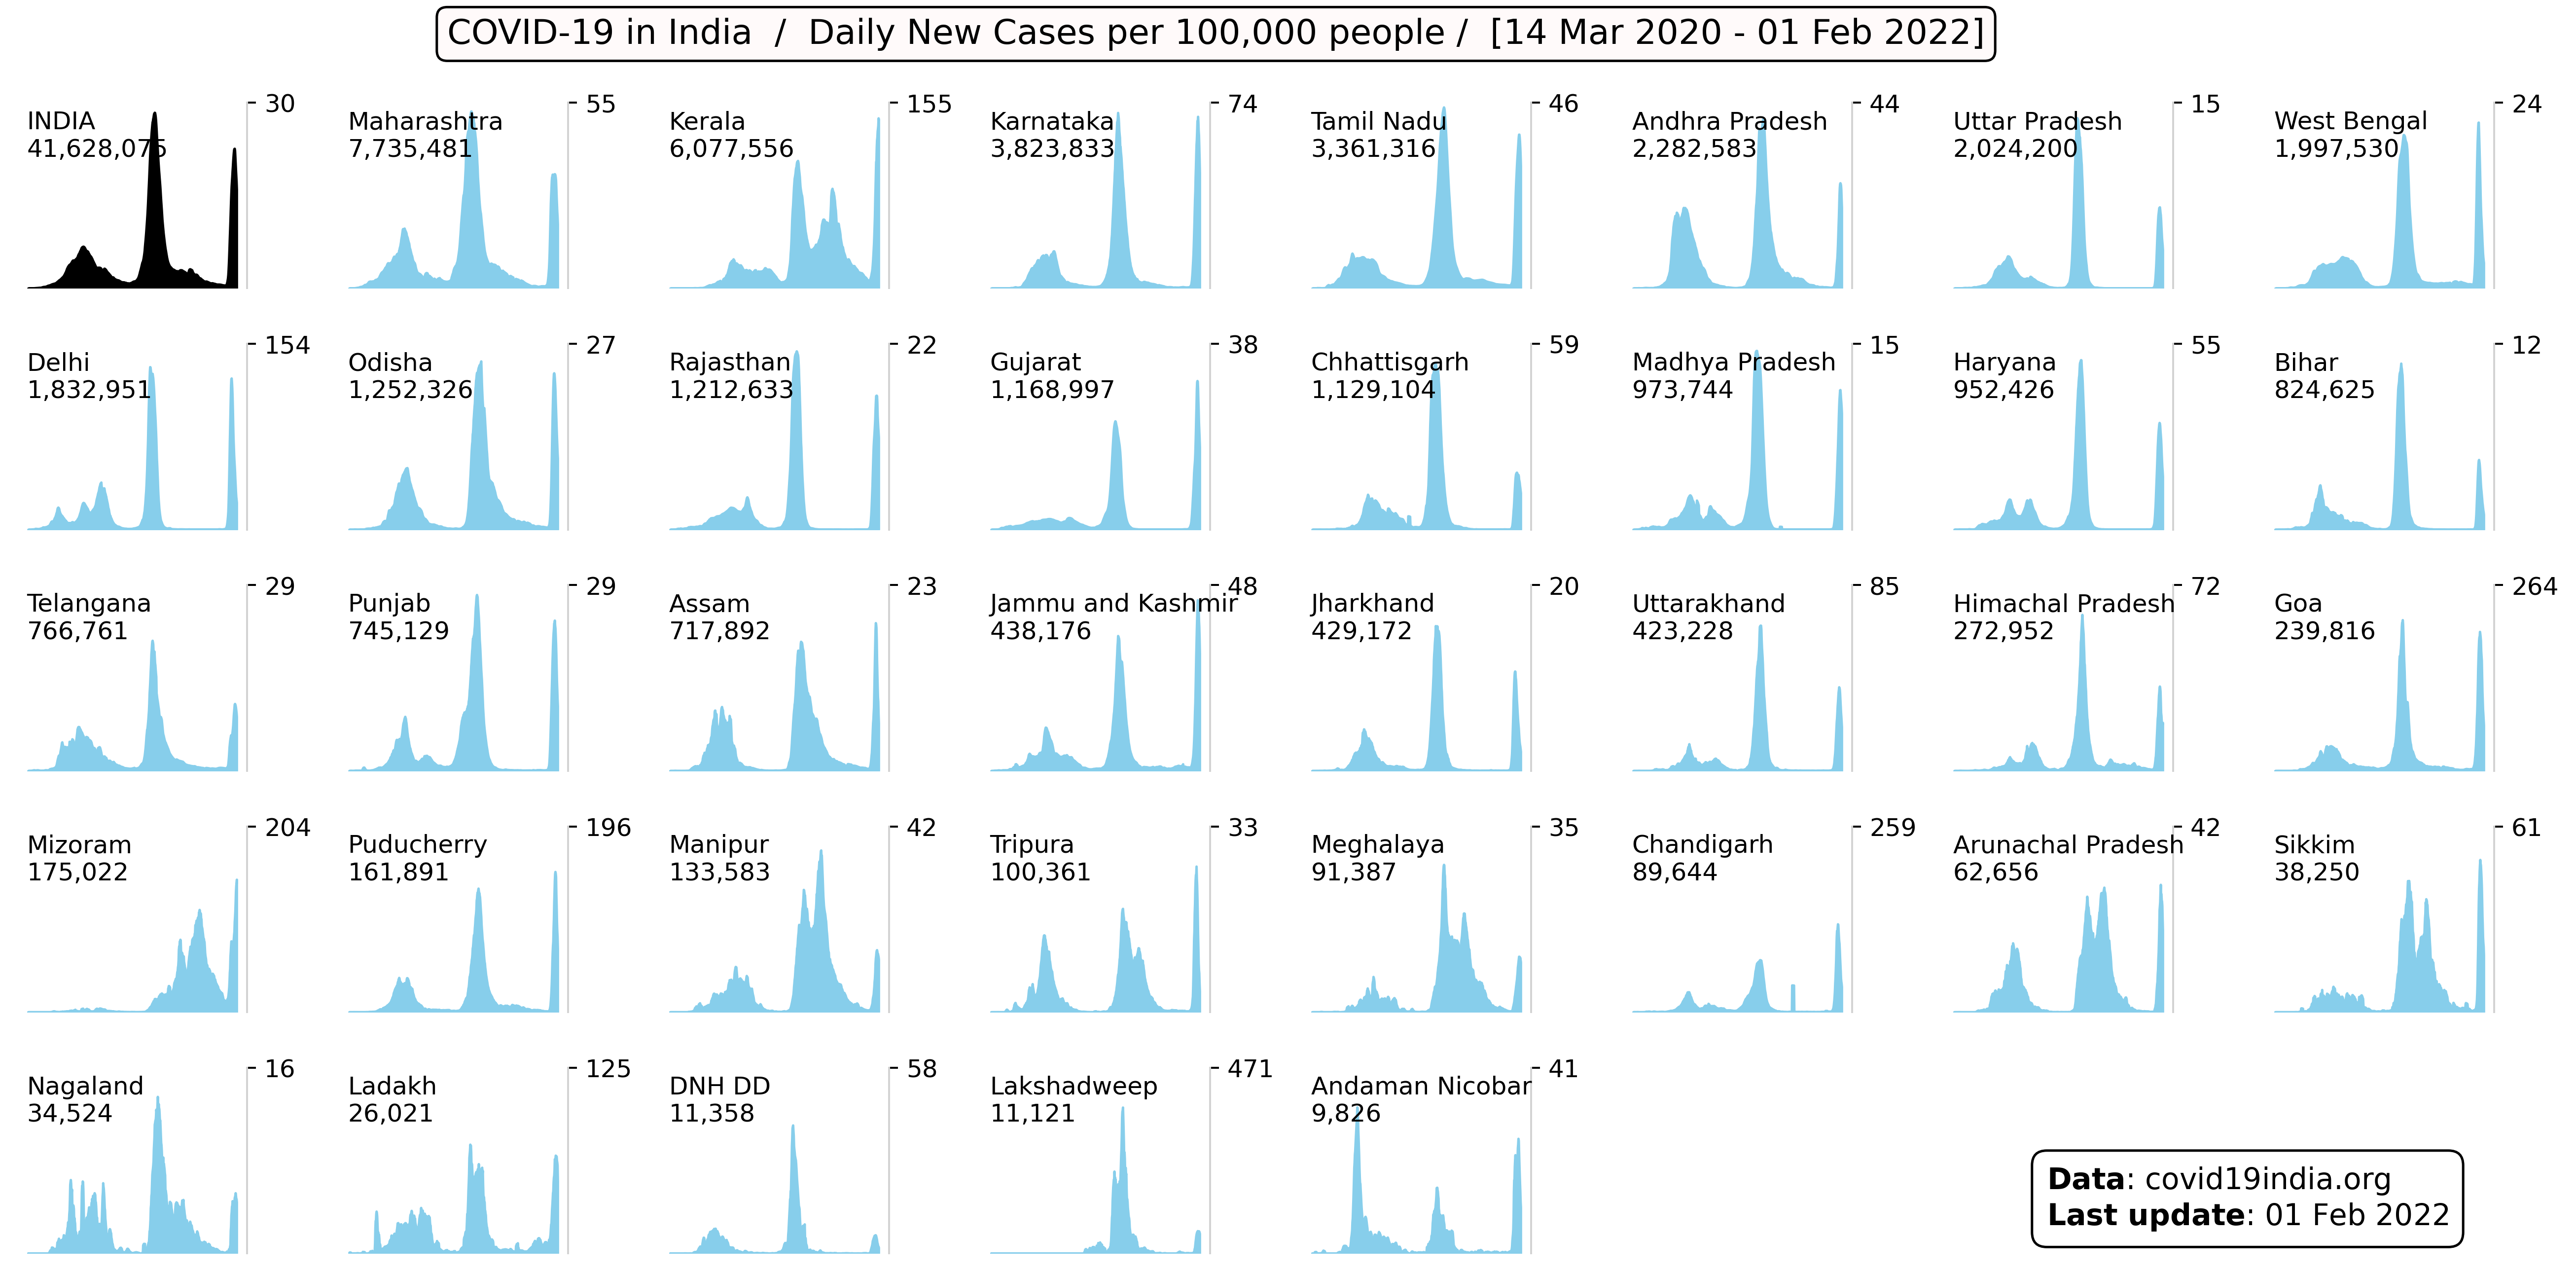 COVID-19 in India / Daily New Cases per 100,000 people / [14 Mar 2020 - 01 Feb 2022]
INDIA
41,628,076
30
Maharashtra
7,735,481
55
Kerala
6,077,556
155
Karnataka
3,823,833
74
Tamil Nadu
3,361,316
46
Andhra Pradesh
2,282,583
44
Uttar Pradesh
2,024,200
15
West Bengal
1,997,530
24
Delhi
1,832,951
154
Odisha
1,252,326
27
Rajasthan
1,212,633
22
Gujarat
1,168,997
38
Chhattisgarh
1,129,104
59
Madhya Pradesh
973,744
15
Haryana
952,426
55
Bihar
824,625
12
Telangana
766,761
29
Punjab
745,129
29
Assam
717,892
23
Jammu and Kashmir
438,176
48
Jharkhand
429,172
20
Uttarakhand
423,228
85
Himachal Pradesh
272,952
72
Goa
239,816
264
Mizoram
175,022
204
Puducherry
161,891
196
Manipur
133,583
42
Tripura
100,361
33
Meghalaya
91,387
35
Chandigarh
89,644
259
Arunachal Pradesh
62,656
42
Sikkim
38,250
61
Nagaland
34,524
16
Ladakh
26,021
125
DNH DD
11,358
58
Lakshadweep
11,121
471
Andaman Nicobar
9,826
41
Data: covid19india.org
Last update: 01 Feb 2022